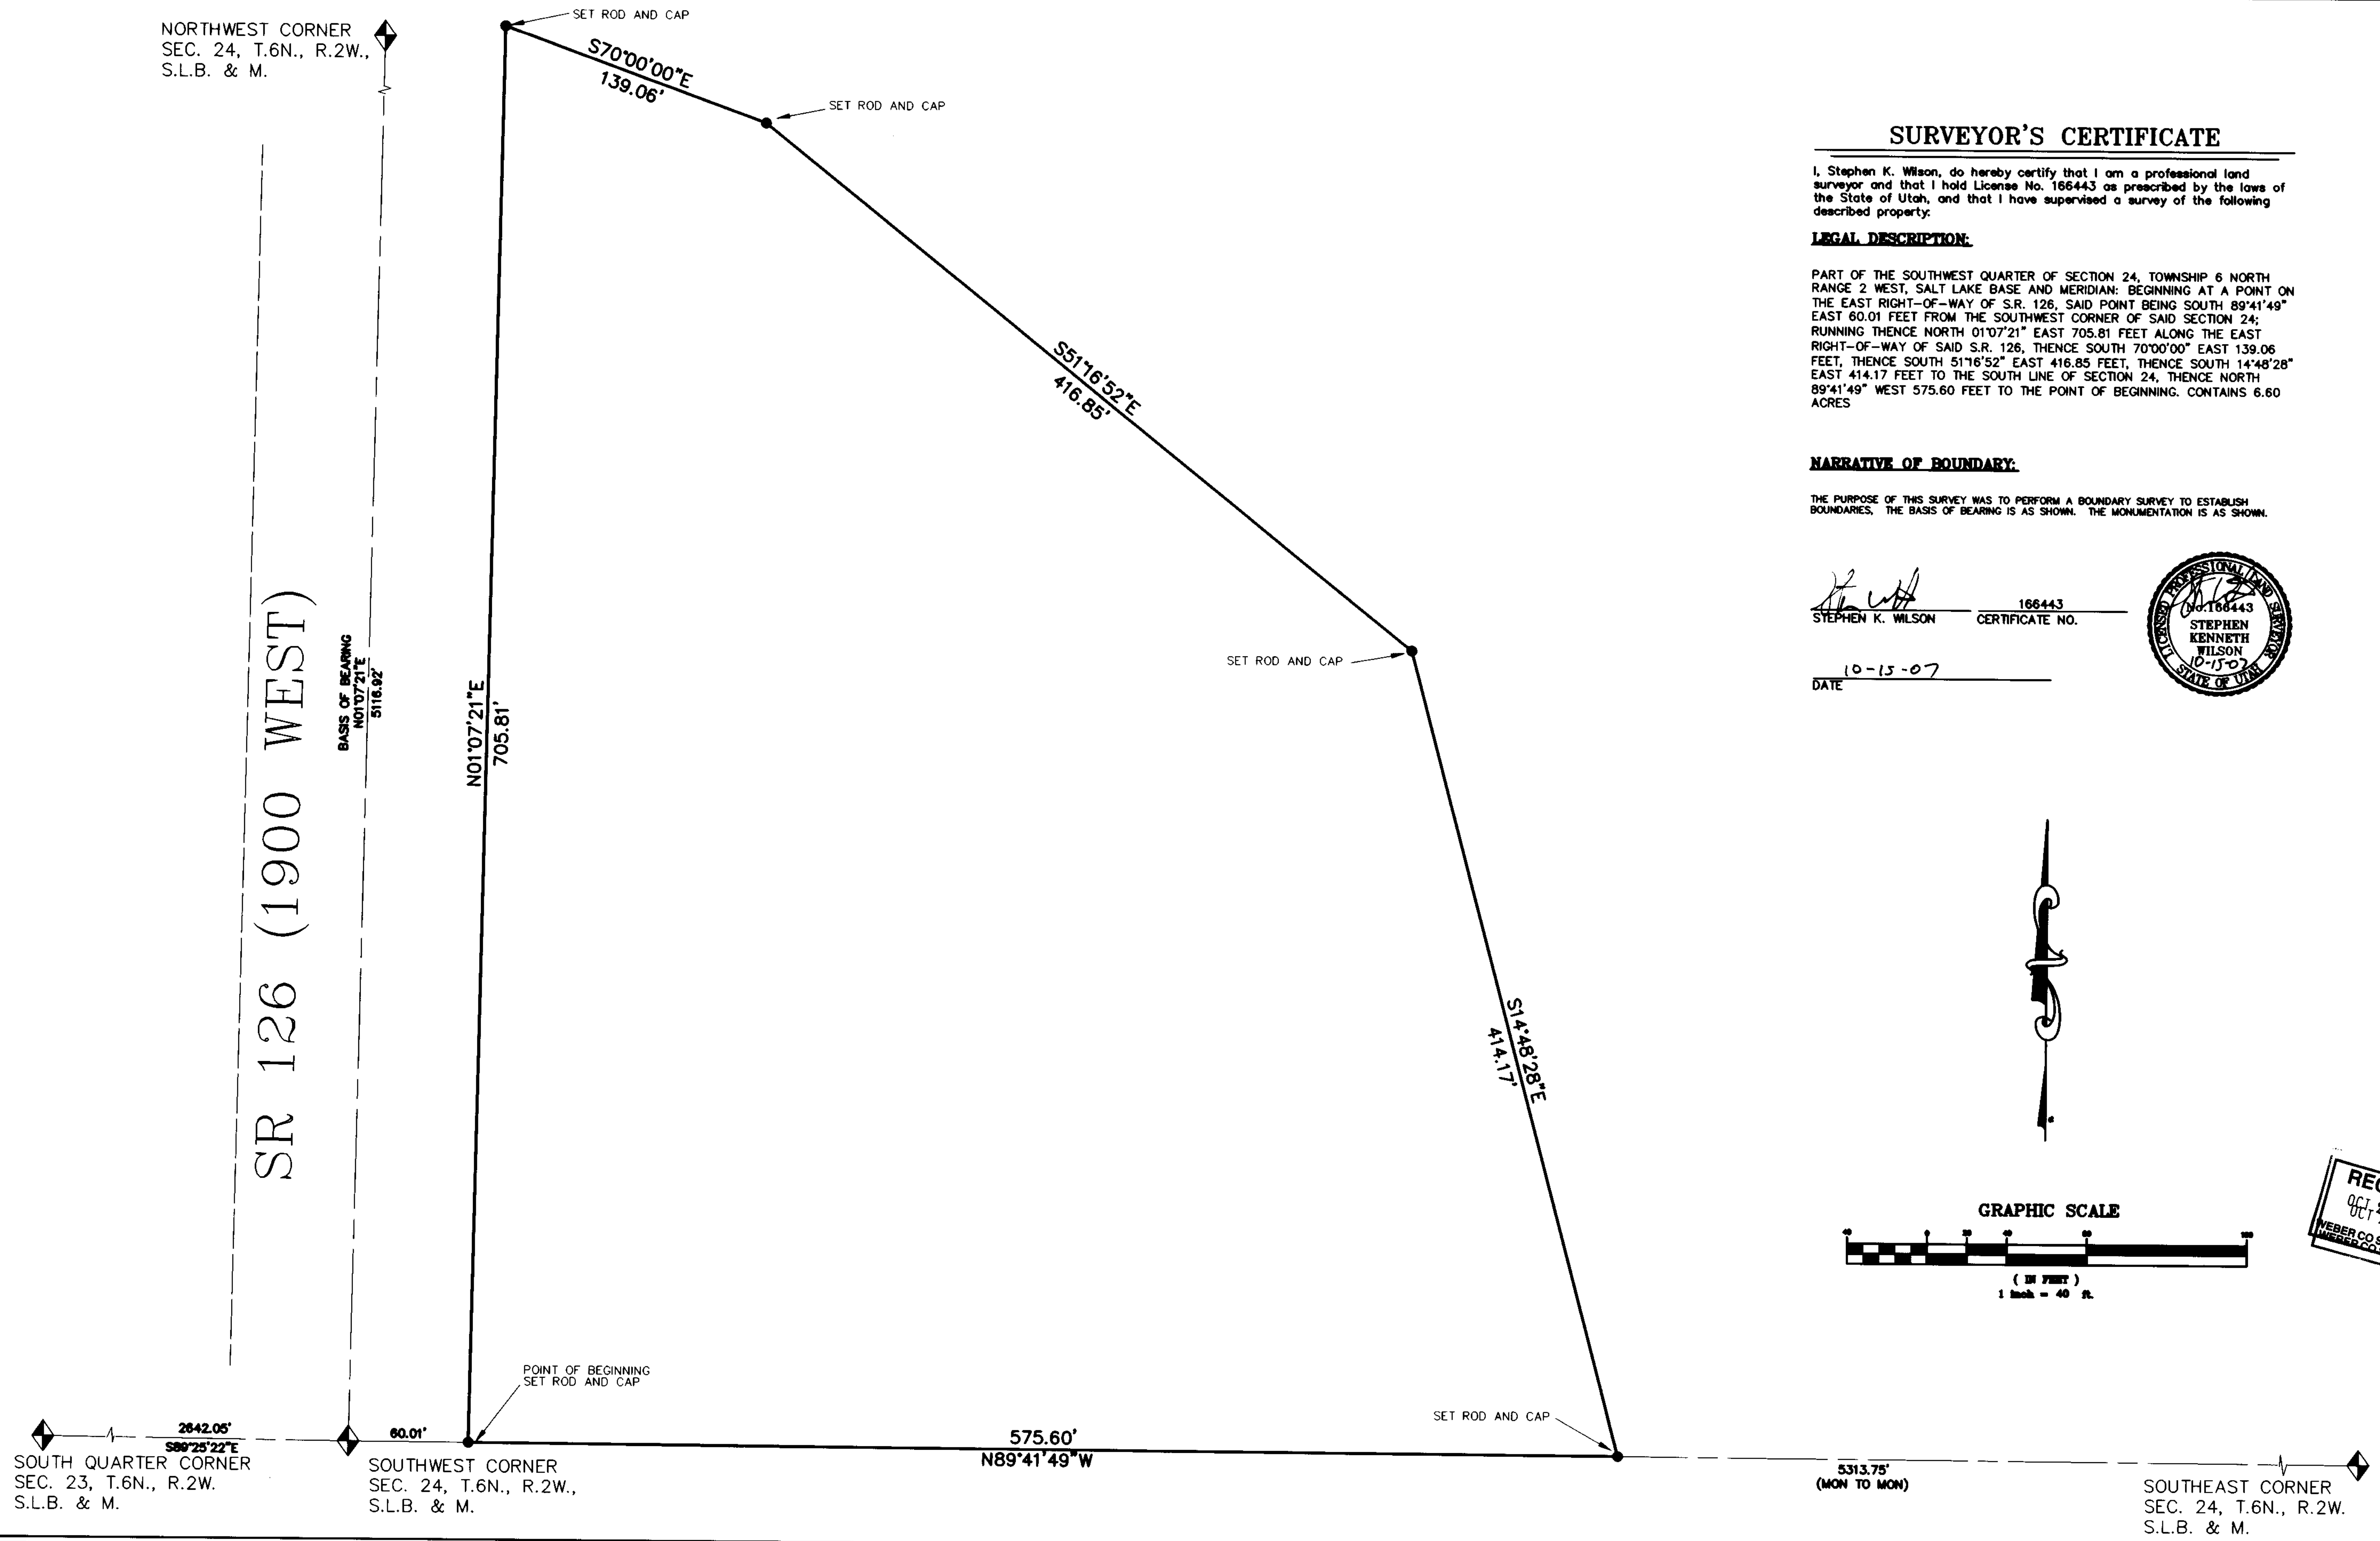 NORTHWEST CORNER
SEC. 24, T.6N., R.2W.,
S.L.B. & M.
SET ROD AND CAP
S70°00'00"E
139.06'
SET ROD AND CAP
S51°16'52"E
416.85'
SET ROD AND CAP
SR 126 (1900 WEST)
BASIS OF BEARING
N01°07'21"E
5116.92'
N01°07'21"E
705.81'
S14°48'28"E
414.17'
POINT OF BEGINNING
SET ROD AND CAP
SET ROD AND CAP
2642.05'
S89°25'22"E
60.01'
575.60'
N89°41'49"W
SOUTH QUARTER CORNER
SEC. 23, T.6N., R.2W.
S.L.B. & M.
SOUTHWEST CORNER
SEC. 24, T.6N., R.2W.,
S.L.B. & M.
5313.75'
(MON TO MON)
SOUTHEAST CORNER
SEC. 24, T.6N., R.2W.
S.L.B. & M.
SURVEYOR'S CERTIFICATE
I, Stephen K. Wilson, do hereby certify that I am a professional land
surveyor and that I hold License No. 166443 as prescribed by the laws of
the State of Utah, and that I have supervised a survey of the following
described property:
LEGAL DESCRIPTION:
PART OF THE SOUTHWEST QUARTER OF SECTION 24, TOWNSHIP 6 NORTH
RANGE 2 WEST, SALT LAKE BASE AND MERIDIAN: BEGINNING AT A POINT ON
THE EAST RIGHT-OF-WAY OF S.R. 126, SAID POINT BEING SOUTH 89°41'49"
EAST 60.01 FEET FROM THE SOUTHWEST CORNER OF SAID SECTION 24;
RUNNING THENCE NORTH 01°07'21" EAST 705.81 FEET ALONG THE EAST
RIGHT-OF-WAY OF SAID S.R. 126, THENCE SOUTH 70°00'00" EAST 139.06
FEET, THENCE SOUTH 51°16'52" EAST 416.85 FEET, THENCE SOUTH 14°48'28"
EAST 414.17 FEET TO THE SOUTH LINE OF SECTION 24, THENCE NORTH
89°41'49" WEST 575.60 FEET TO THE POINT OF BEGINNING. CONTAINS 6.60
ACRES
NARRATIVE OF BOUNDARY:
THE PURPOSE OF THIS SURVEY WAS TO PERFORM A BOUNDARY SURVEY TO ESTABLISH
BOUNDARIES, THE BASIS OF BEARING IS AS SHOWN. THE MONUMENTATION IS AS SHOWN.
166443
STEPHEN K. WILSON CERTIFICATE NO.
10-15-07
DATE
LICENSED PROFESSIONAL LAND SURVEYOR
No. 166443
STEPHEN
KENNETH
WILSON
10-15-07
STATE OF UTAH
GRAPHIC SCALE
40 0 20 40 80 160
( IN FEET )
1 inch = 40 ft.
OCT
WEBER CO